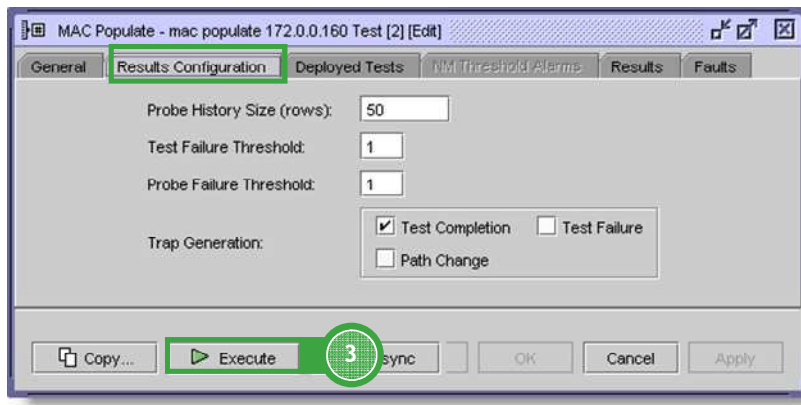 MAC Populate - mac populate 172.0.0.160 Test [2] [Edit]
General Results Configuration Deployed Tests NM Threshold Alarms Results Faults
Probe History Size (rows): 50
Test Failure Threshold: 1
Probe Failure Threshold: 1
Trap Generation: Test Completion Test Failure
Path Change
Copy... Execute 3 sync OK Cancel Apply